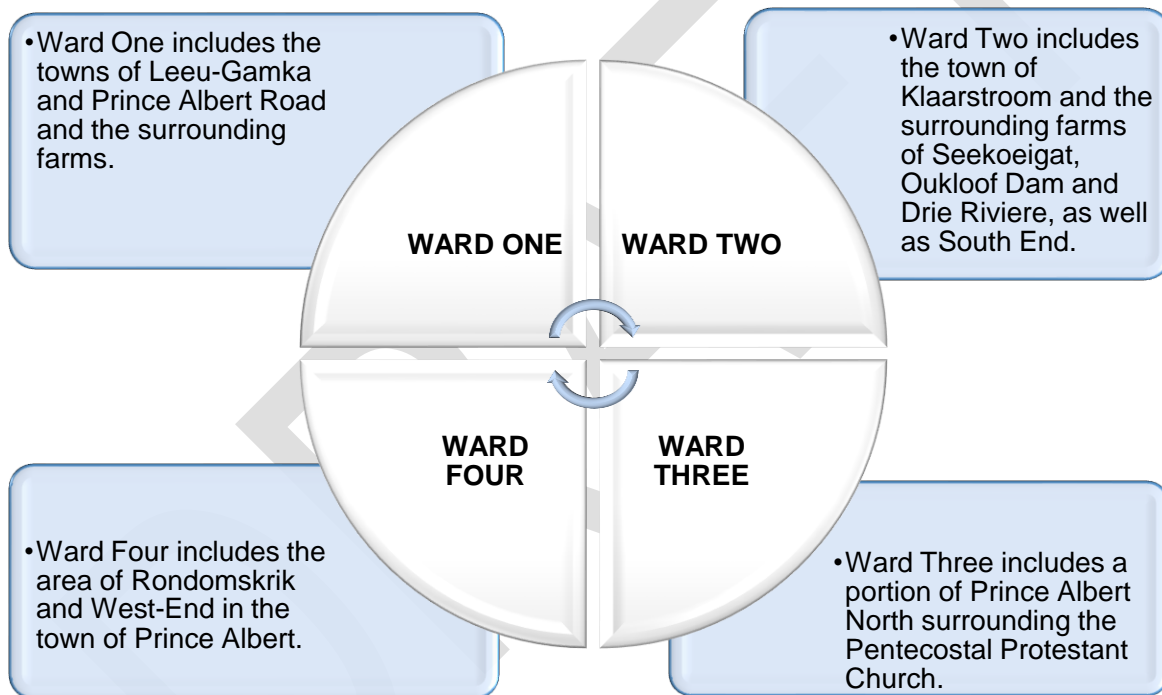 •Ward One includes the
towns of Leeu-Gamka
and Prince Albert Road
and the surrounding
farms.
•Ward Two includes
the town of
Klaarstroom and the
surrounding farms
of Seekoeigat,
Oukloof Dam and
Drie Riviere, as well
as South End.
WARD ONE
WARD TWO
WARD
FOUR
WARD
THREE
•Ward Four includes the
area of Rondomskrik
and West-End in the
town of Prince Albert.
•Ward Three includes a
portion of Prince Albert
North surrounding the
Pentecostal Protestant
Church.